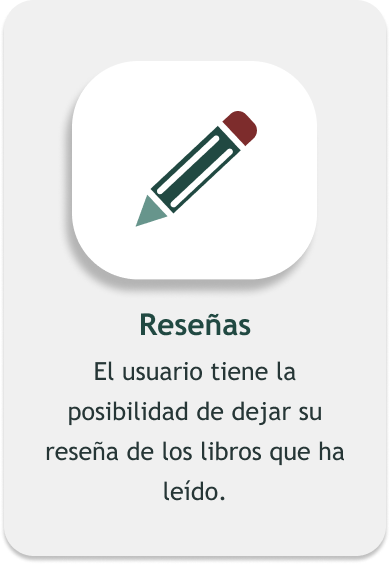 Reseñas
El usuario tiene la
posibilidad de dejar su
reseña de los libros que ha
leído.